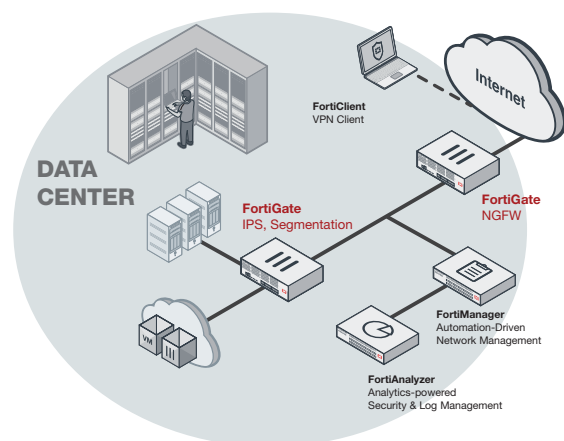 Internet
FortiClient
VPN Client
DATA
CENTER
FortiGate
IPS, Segmentation
FortiGate
NGFW
VM
FortiManager
Automation-Driven
Network Management
FortiAnalyzer
Analytics-powered
Security & Log Management